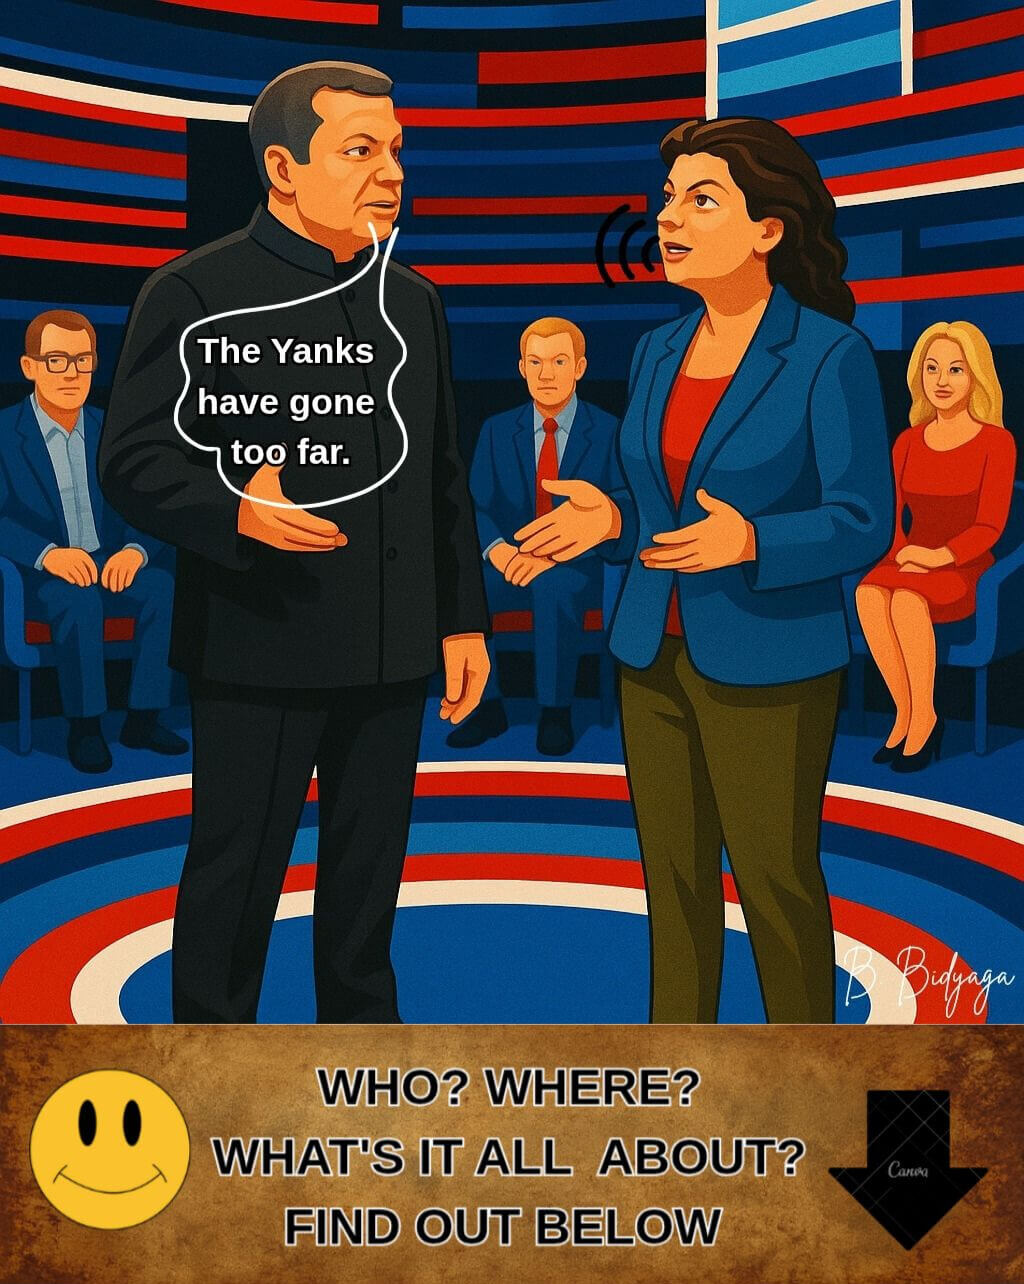 The Yanks
have gone
too far.
B. Bidyaga
WHO? WHERE?
WHAT'S IT ALL ABOUT?
FIND OUT BELOW
Canva